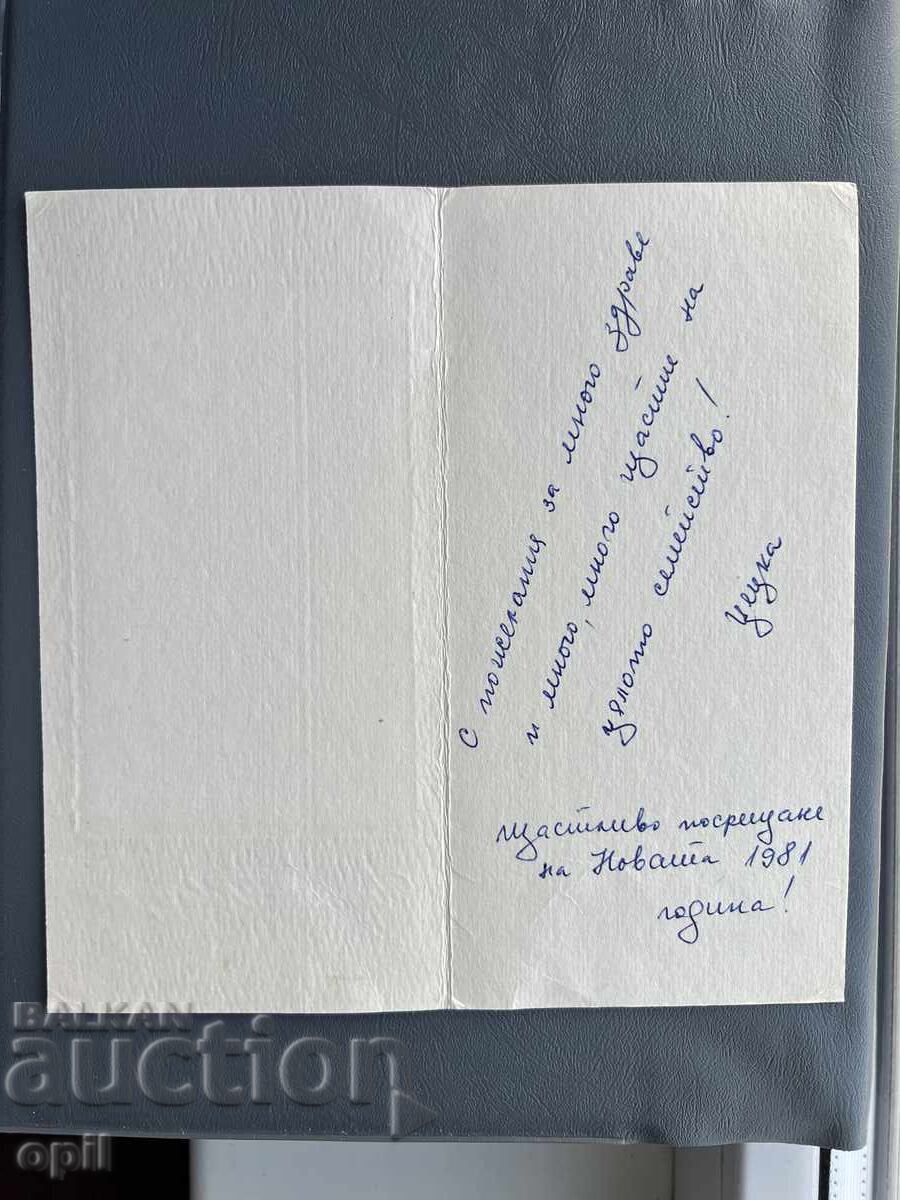 С пожелания за много здраве
и много, много щастие на
цялото семейство!
Цецка
Щастливо посрещане
на Новата 1981
година!
BALKAN
auction
opil